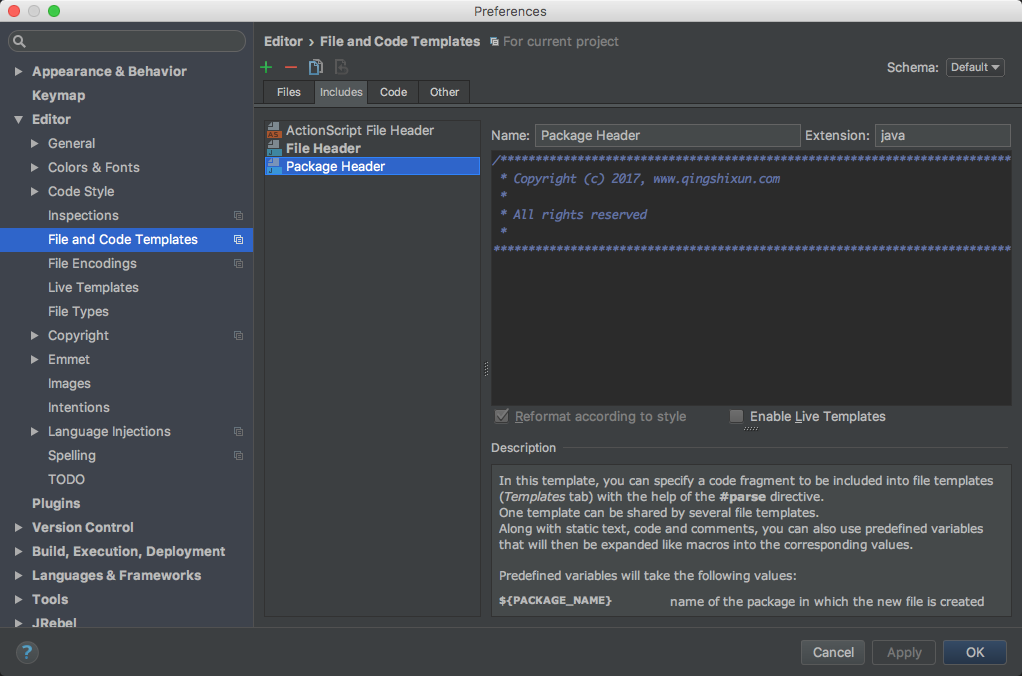 Preferences
Editor › File and Code Templates For current project
Schema: Default
Files Includes Code Other
Appearance & Behavior
Keymap
Editor
General
Colors & Fonts
Code Style
Inspections
File and Code Templates
File Encodings
Live Templates
File Types
Copyright
Emmet
Images
Intentions
Language Injections
Spelling
TODO
Plugins
Version Control
Build, Execution, Deployment
Languages & Frameworks
Tools
JRebel
ActionScript File Header
File Header
Package Header
Name: Package Header Extension: java
/***************************************************************************
* Copyright (c) 2017, www.qingshixun.com
*
* All rights reserved
*
****************************************************************************
Reformat according to style Enable Live Templates
Description
In this template, you can specify a code fragment to be included into file templates
(Templates tab) with the help of the #parse directive.
One template can be shared by several file templates.
Along with static text, code and comments, you can also use predefined variables
that will then be expanded like macros into the corresponding values.
Predefined variables will take the following values:
${PACKAGE_NAME} name of the package in which the new file is created
? Cancel Apply OK